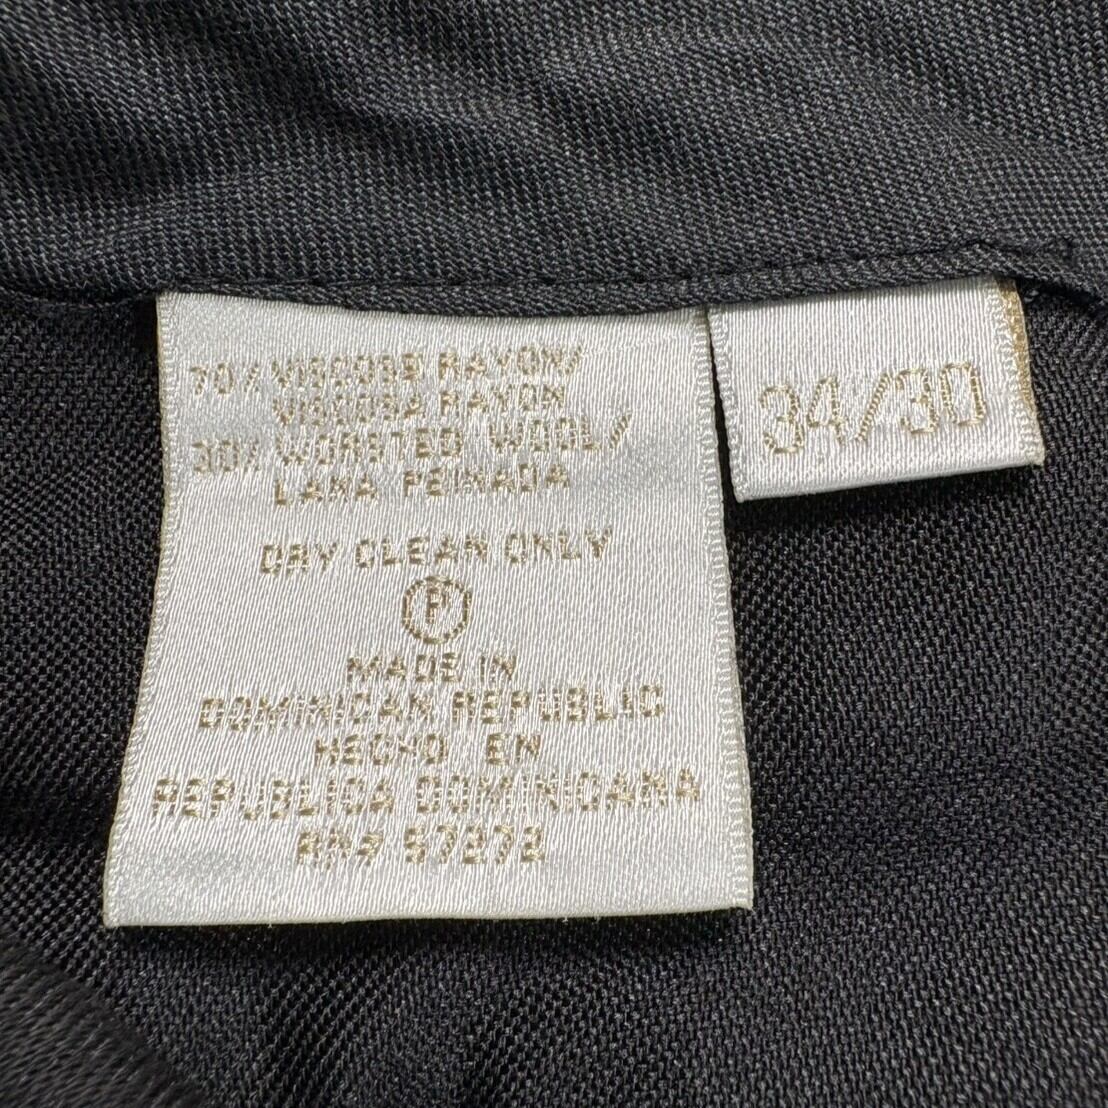 70% VISCOSE RAYON/
VISCOSA RAYON
30% WORSTED WOOL/
LANA PEINADA
DRY CLEAN ONLY
P
MADE IN
DOMINICAN REPUBLIC
HECHO EN
REPUBLICA DOMINICANA
RN# 57272
34/30